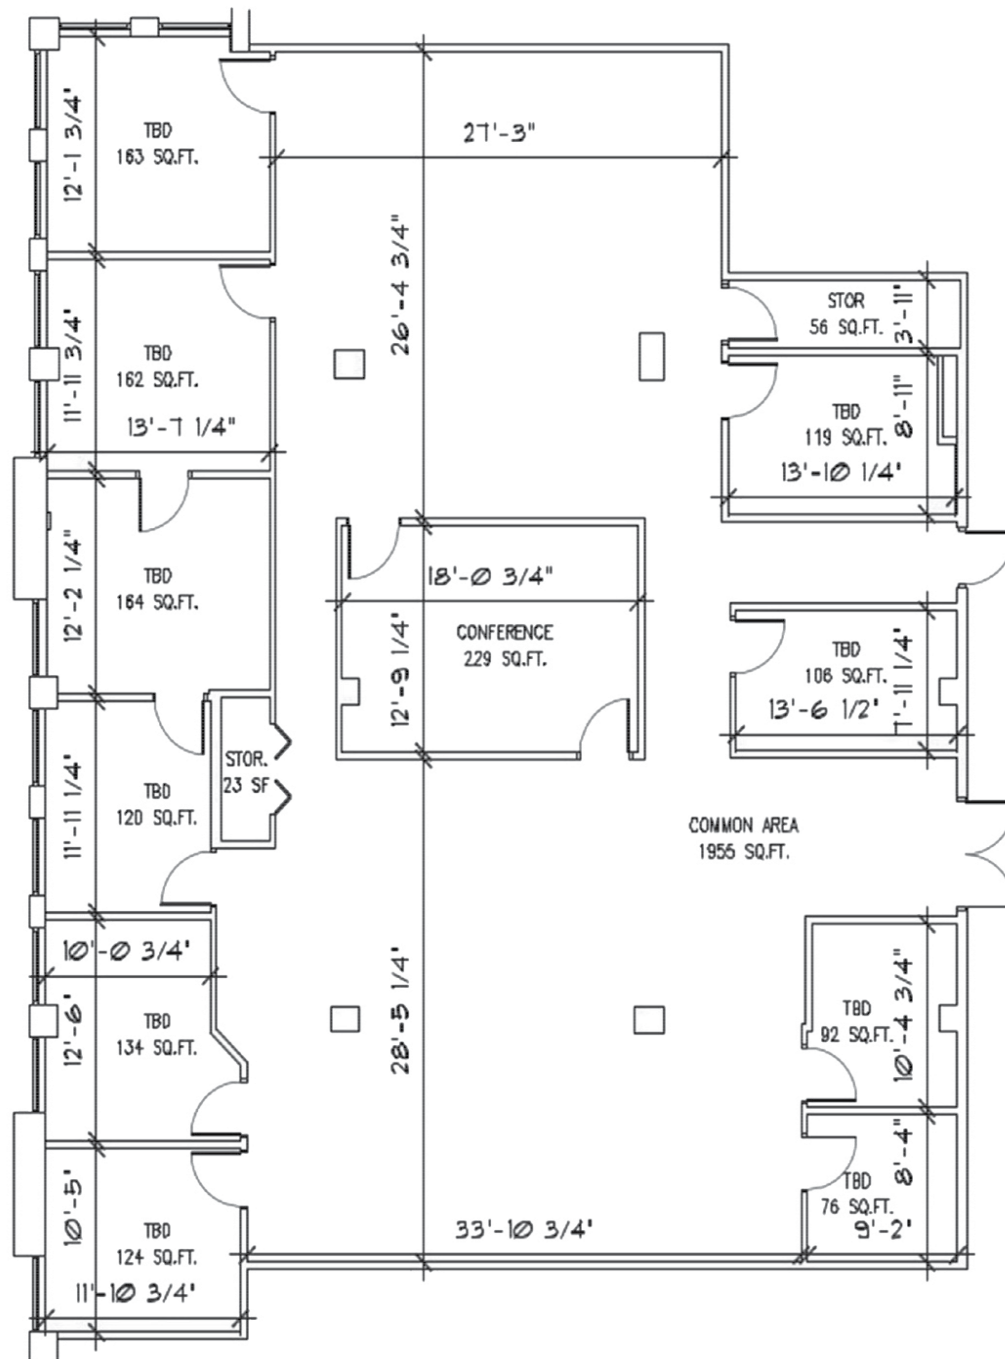 12'-1 3/4"
TBD
163 SQ.FT.
27'-3"
26'-4 3/4"
11'-11 3/4"
TBD
162 SQ.FT.
13'-7 1/4"
STOR
56 SQ.FT.
3'-11"
TBD
119 SQ.FT.
8'-11"
13'-10 1/4"
12'-2 1/4"
TBD
164 SQ.FT.
18'-0 3/4"
CONFERENCE
229 SQ.FT.
12'-9 1/4"
TBD
106 SQ.FT.
13'-6 1/2"
7'-11 1/4"
11'-11 1/4"
TBD
120 SQ.FT.
STOR.
23 SF
COMMON AREA
1955 SQ.FT.
10'-0 3/4"
12'-6"
TBD
134 SQ.FT.
28'-5 1/4"
TBD
92 SQ.FT.
10'-4 3/4"
10'-5"
TBD
124 SQ.FT.
11'-10 3/4"
33'-10 3/4"
TBD
76 SQ.FT.
8'-4"
9'-2"